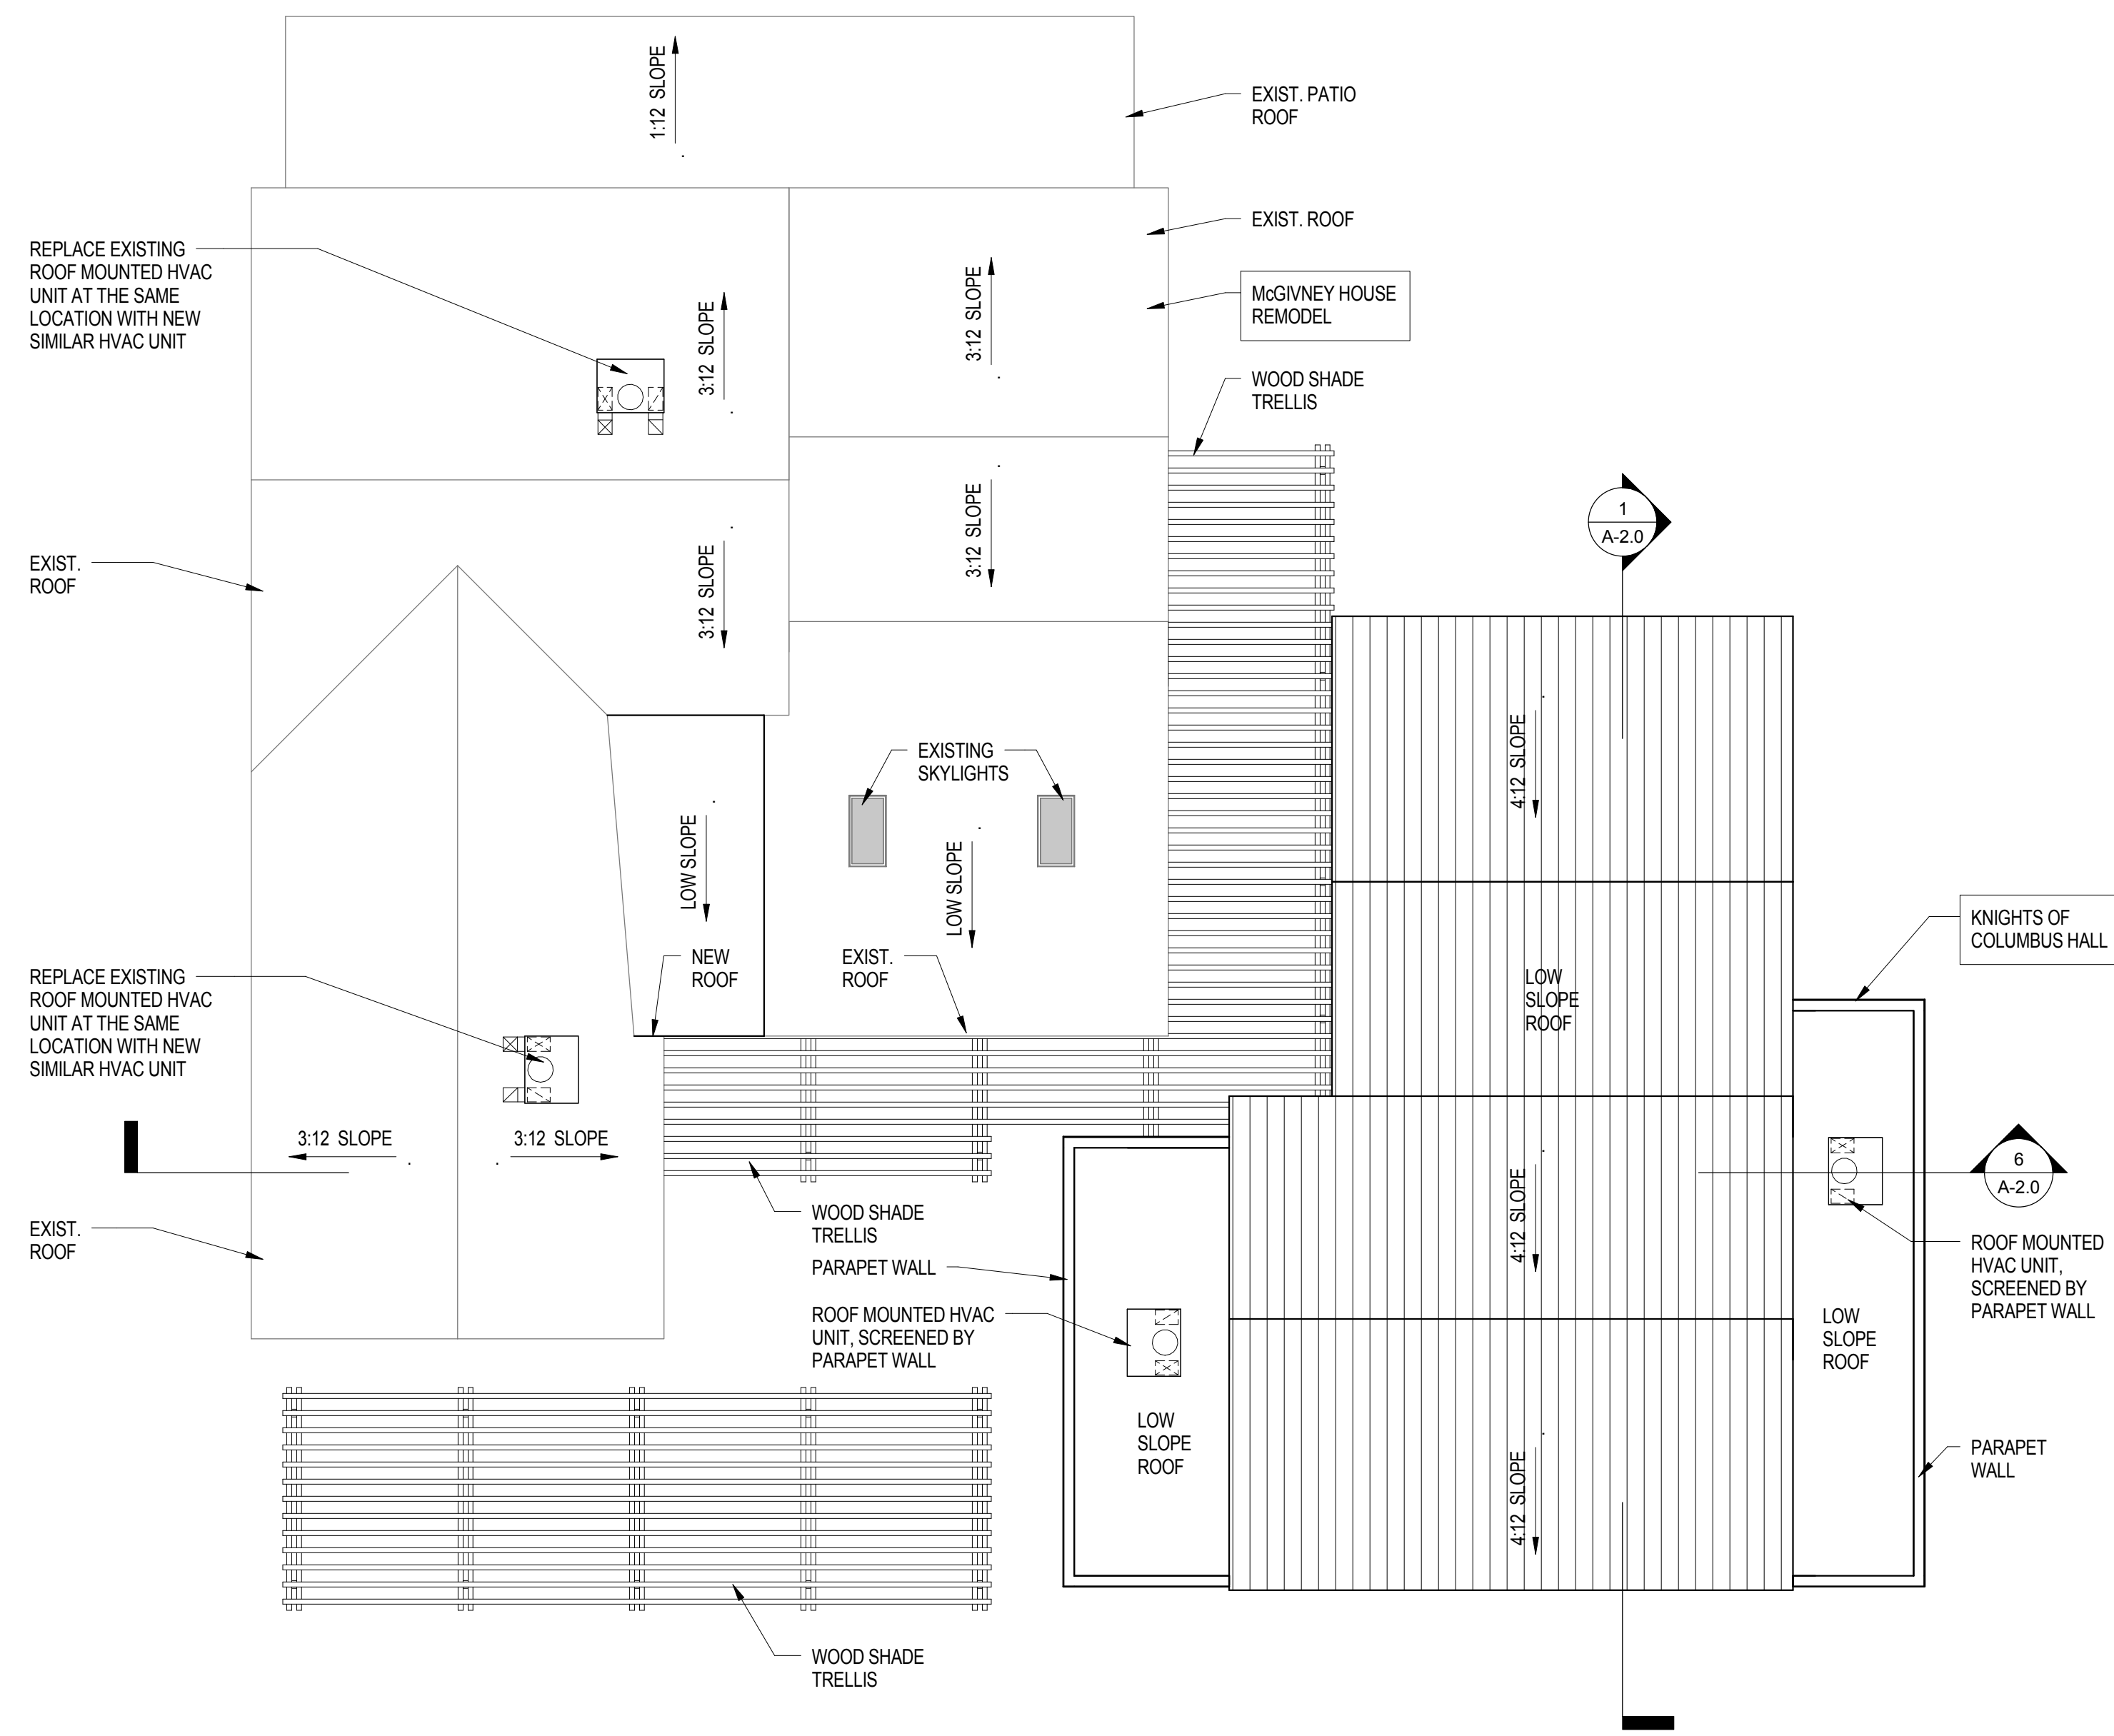 1:12 SLOPE
EXIST. PATIO
ROOF
EXIST. ROOF
McGIVNEY HOUSE
REMODEL
REPLACE EXISTING
ROOF MOUNTED HVAC
UNIT AT THE SAME
LOCATION WITH NEW
SIMILAR HVAC UNIT
3:12 SLOPE
3:12 SLOPE
WOOD SHADE
TRELLIS
1
A-2.0
EXIST.
ROOF
3:12 SLOPE
3:12 SLOPE
EXISTING
SKYLIGHTS
4:12 SLOPE
LOW SLOPE
LOW SLOPE
KNIGHTS OF
COLUMBUS HALL
NEW
ROOF
EXIST.
ROOF
LOW
SLOPE
ROOF
REPLACE EXISTING
ROOF MOUNTED HVAC
UNIT AT THE SAME
LOCATION WITH NEW
SIMILAR HVAC UNIT
3:12 SLOPE
3:12 SLOPE
6
A-2.0
EXIST.
ROOF
WOOD SHADE
TRELLIS
4:12 SLOPE
PARAPET WALL
ROOF MOUNTED
HVAC UNIT,
SCREENED BY
PARAPET WALL
ROOF MOUNTED HVAC
UNIT, SCREENED BY
PARAPET WALL
LOW
SLOPE
ROOF
LOW
SLOPE
ROOF
4:12 SLOPE
PARAPET
WALL
WOOD SHADE
TRELLIS